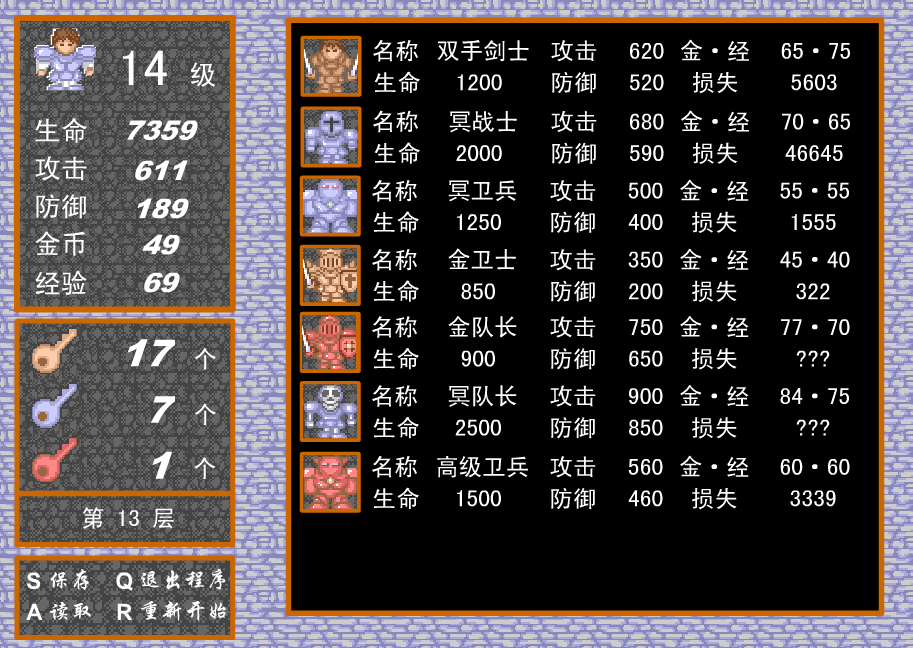 14 级
生命 7359
攻击 611
防御 189
金币 49
经验 69
17 个
7 个
1 个
第 13 层
S 保存 Q 退出程序
A 读取 R 重新开始
名称 双手剑士 攻击 620 金·经 65·75
生命 1200 防御 520 损失 5603
名称 冥战士 攻击 680 金·经 70·65
生命 2000 防御 590 损失 46645
名称 冥卫兵 攻击 500 金·经 55·55
生命 1250 防御 400 损失 1555
名称 金卫士 攻击 350 金·经 45·40
生命 850 防御 200 损失 322
名称 金队长 攻击 750 金·经 77·70
生命 900 防御 650 损失 ???
名称 冥队长 攻击 900 金·经 84·75
生命 2500 防御 850 损失 ???
名称 高级卫兵 攻击 560 金·经 60·60
生命 1500 防御 460 损失 3339